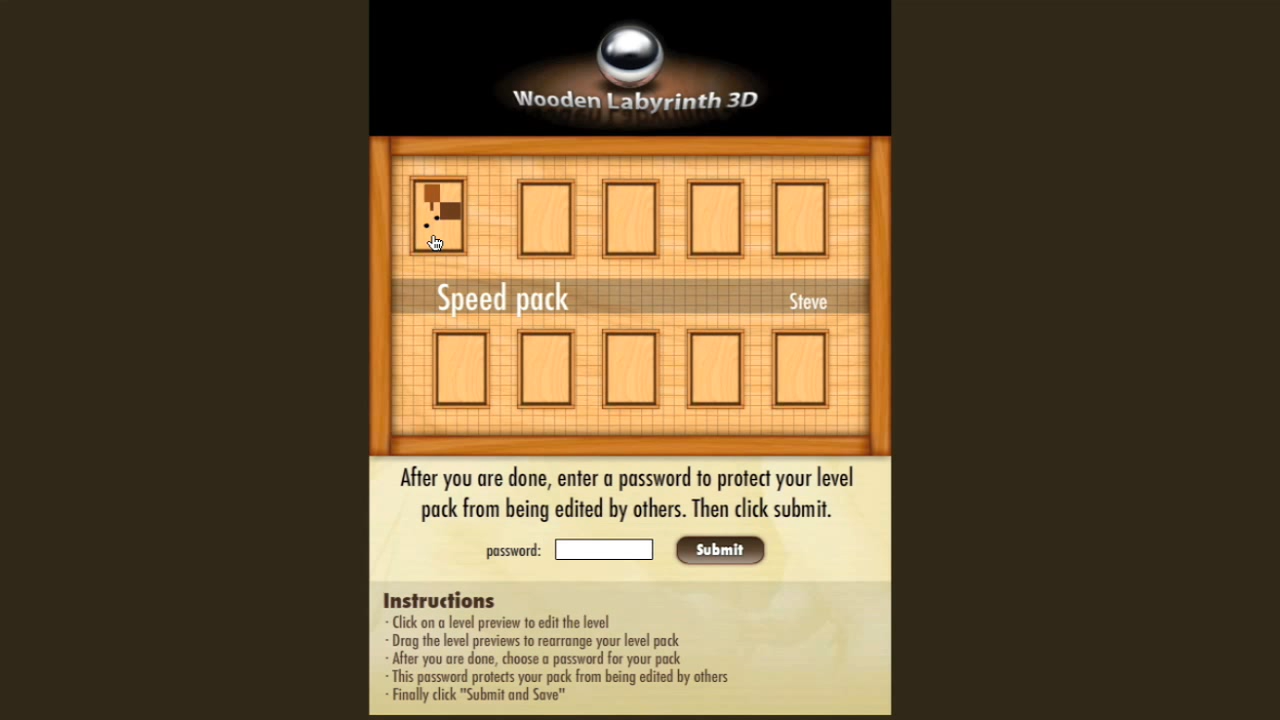 Wooden Labyrinth 3D
Speed pack
Steve
After you are done, enter a password to protect your level
pack from being edited by others. Then click submit.
password:
Submit
Instructions
· Click on a level preview to edit the level
· Drag the level previews to rearrange your level pack
· After you are done, choose a password for your pack
· This password protects your pack from being edited by others
· Finally click "Submit and Save"